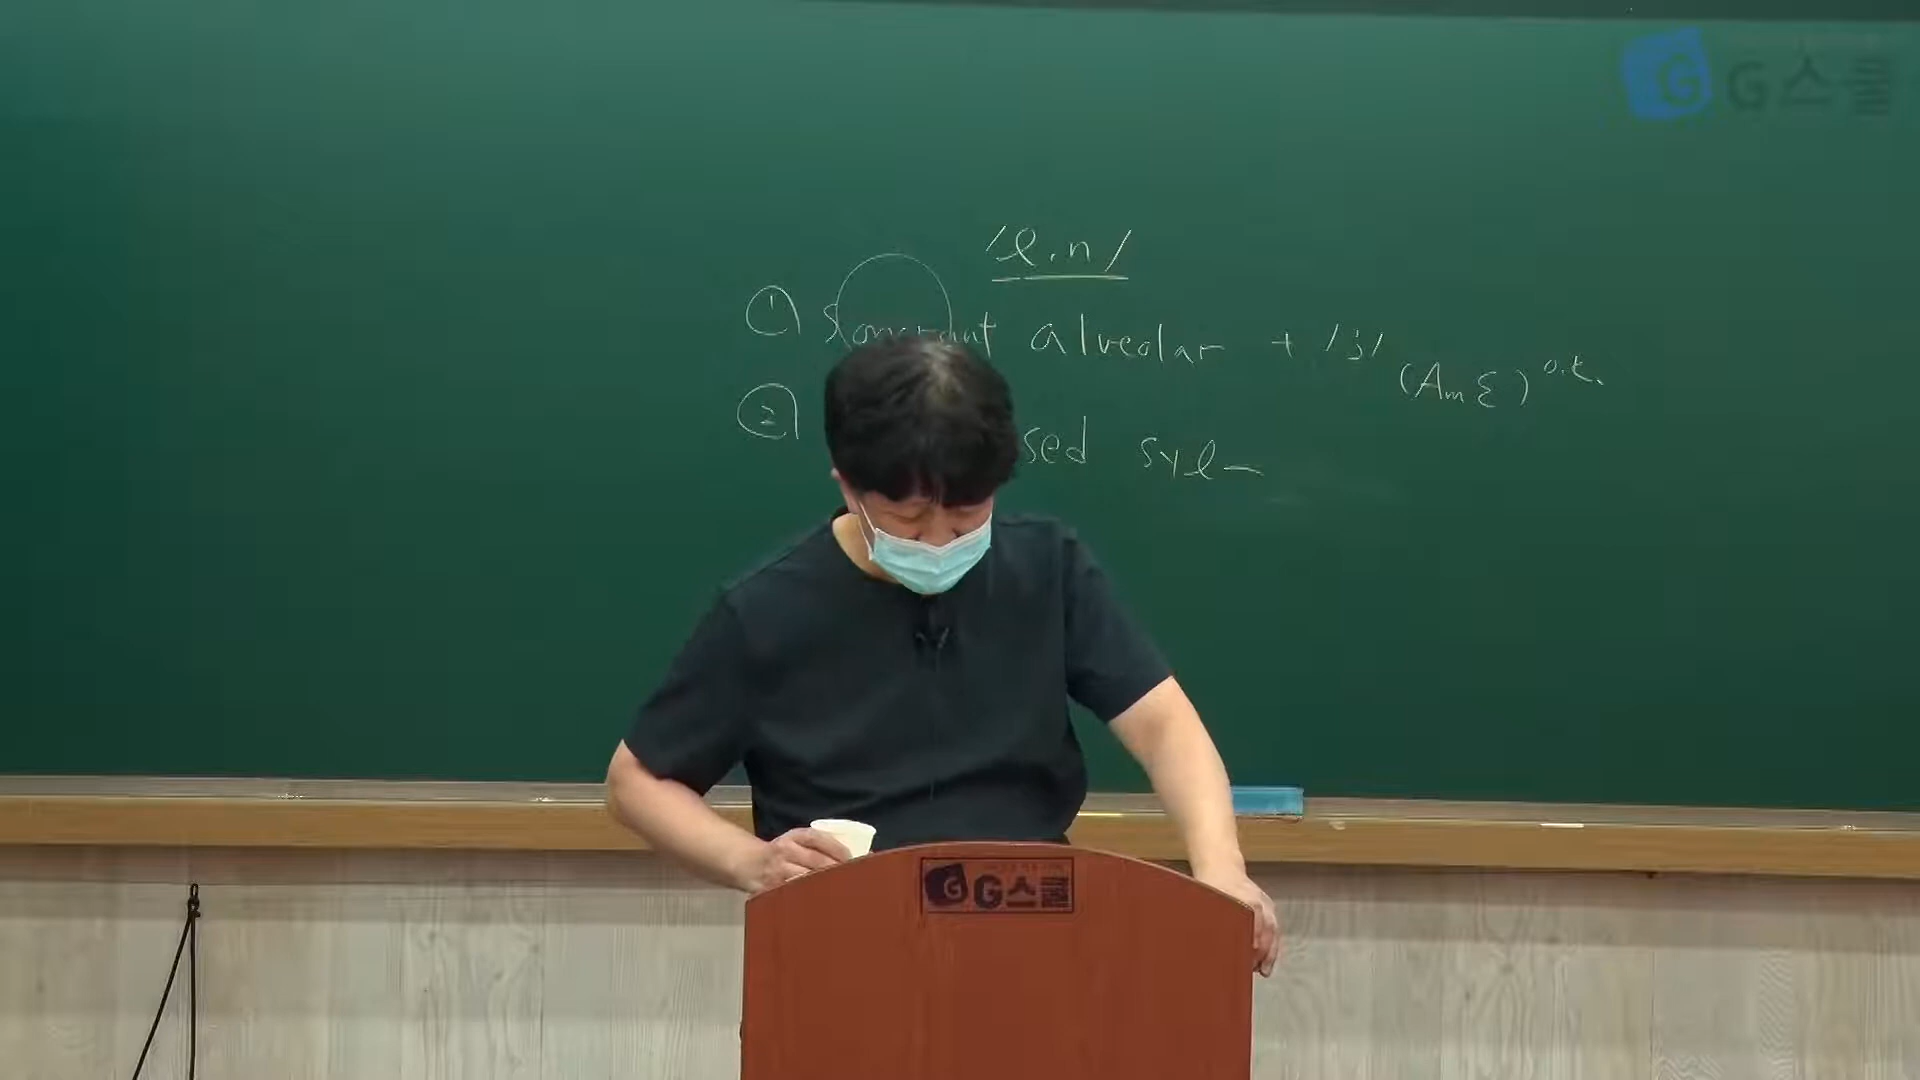 G스쿨
/l, n/
① Sonorant alveolar + /j/ (AmE) o.t.
② sed syl-
G G스쿨